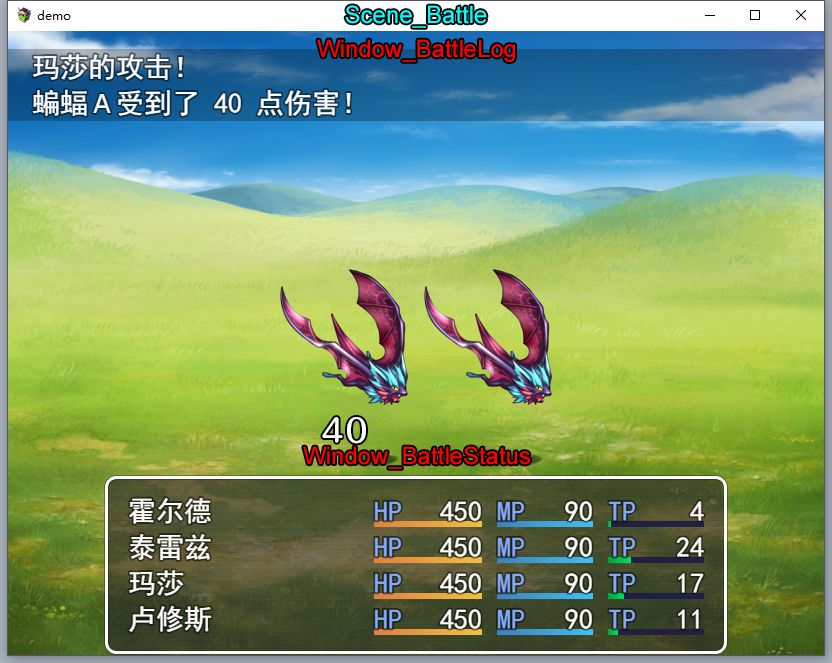 demo
Scene_Battle
Window_BattleLog
玛莎的攻击！
蝙蝠A受到了 40 点伤害！
40
Window_BattleStatus
霍尔德 HP 450 MP 90 TP 4
泰雷兹 HP 450 MP 90 TP 24
玛莎 HP 450 MP 90 TP 17
卢修斯 HP 450 MP 90 TP 11